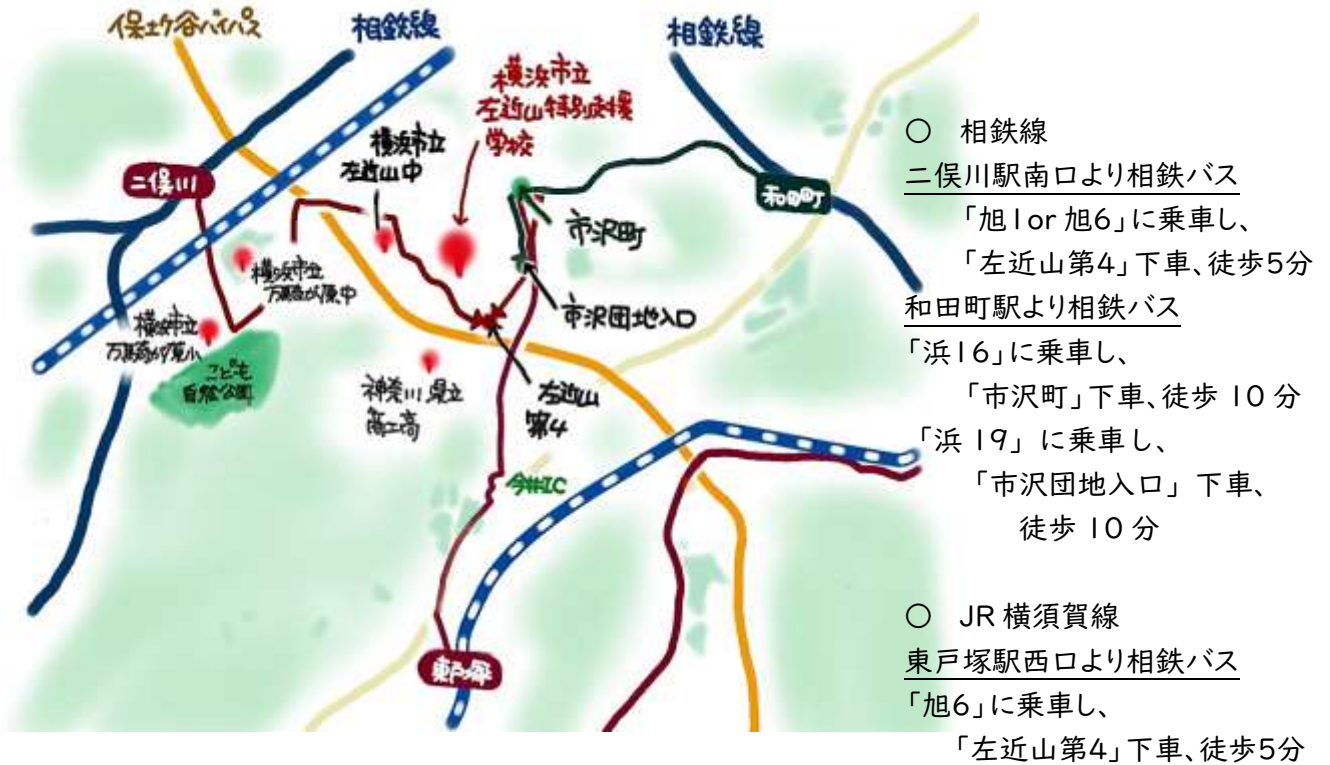 保土ケ谷バイパス
相鉄線
相鉄線
横浜市立
左近山特別支援
学校
横浜市立
左近山中
二俣川
和田町
市沢町
横浜市立
万騎が原中
市沢団地入口
横浜市立
万騎が原小
こども
自然公園
神奈川県立
商工高
左近山
第4
今井IC
東戸塚
○ 相鉄線
二俣川駅南口より相鉄バス
「旭1or旭6」に乗車し、
「左近山第4」下車、徒歩5分
和田町駅より相鉄バス
「浜16」に乗車し、
「市沢町」下車、徒歩 10 分
「浜 19」に乗車し、
「市沢団地入口」下車、
徒歩 10 分
○ JR 横須賀線
東戸塚駅西口より相鉄バス
「旭6」に乗車し、
「左近山第4」下車、徒歩5分